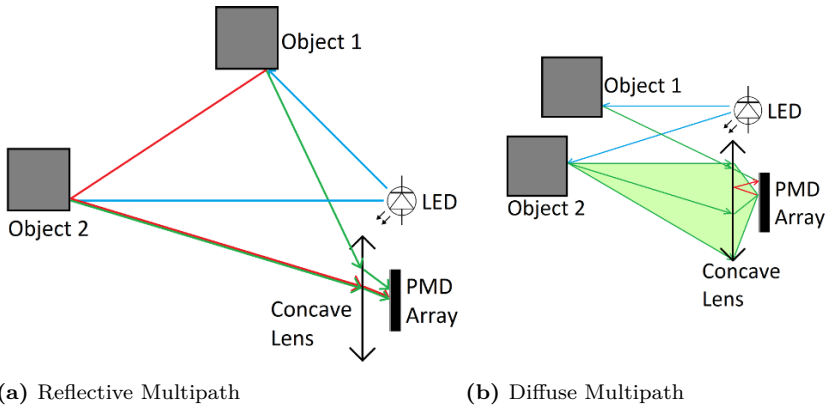 Object 1
Object 2
LED
Concave
Lens
PMD
Array
(a) Reflective Multipath
Object 1
LED
Object 2
PMD
Array
Concave
Lens
(b) Diffuse Multipath